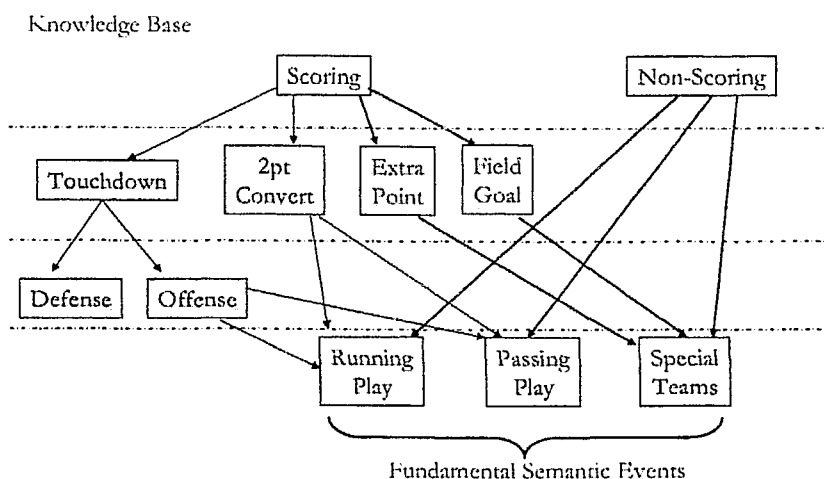 Knowledge Base
Scoring
Non-Scoring
Touchdown
2pt
Convert
Extra
Point
Field
Goal
Defense
Offense
Running
Play
Passing
Play
Special
Teams
Fundamental Semantic Events